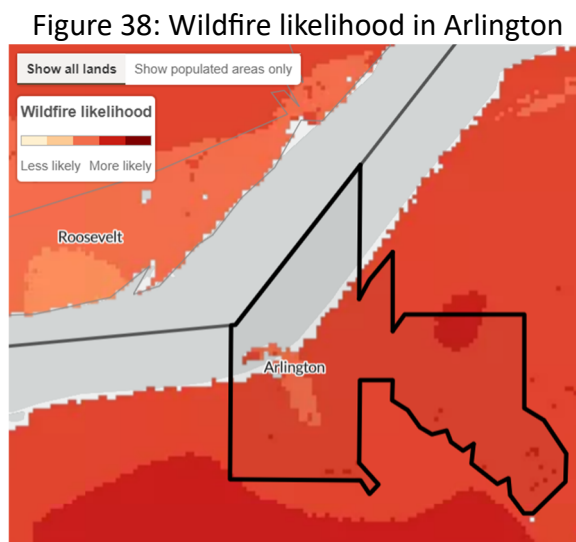 Figure 38: Wildfire likelihood in Arlington
Show all lands Show populated areas only
Wildfire likelihood
Less likely More likely
Roosevelt
Arlington